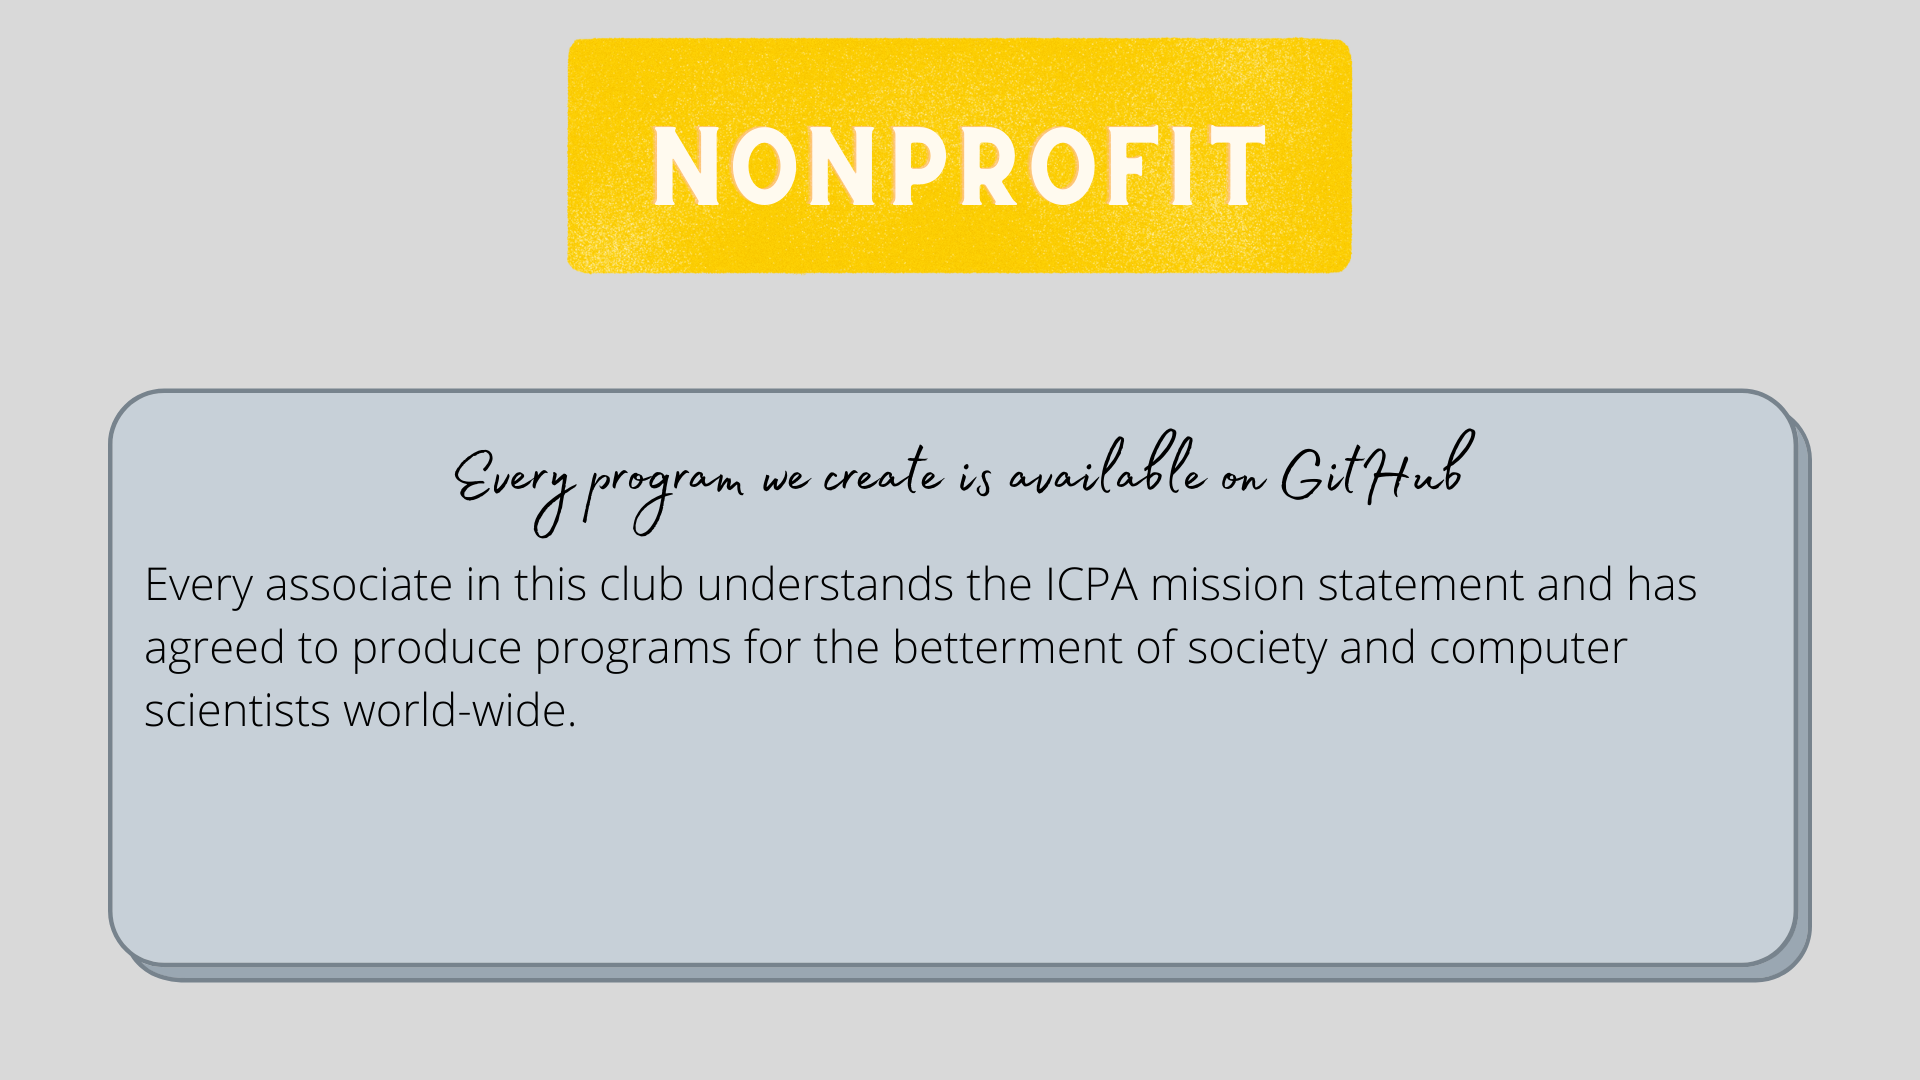 NONPROFIT
Every program we create is available on GitHub
Every associate in this club understands the ICPA mission statement and has
agreed to produce programs for the betterment of society and computer
scientists world-wide.